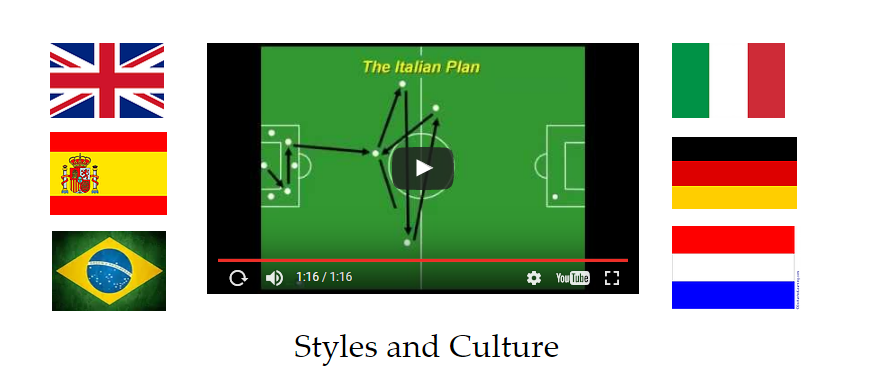 The Italian Plan
1:16 / 1:16
YouTube
Styles and Culture